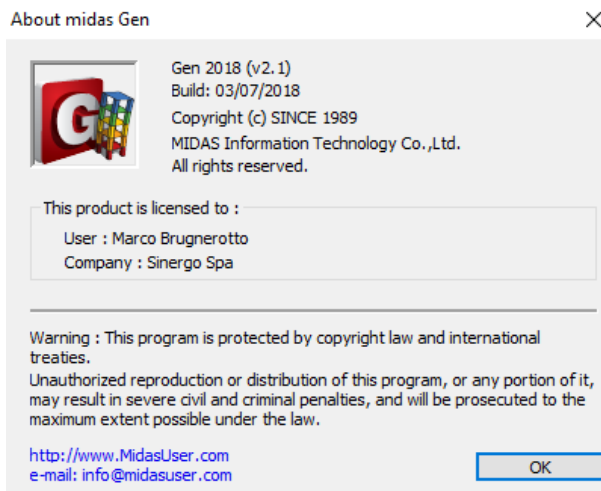 About midas Gen
G
Gen 2018 (v2.1)
Build: 03/07/2018
Copyright (c) SINCE 1989
MIDAS Information Technology Co.,Ltd.
All rights reserved.
This product is licensed to :
User : Marco Brugnerotto
Company : Sinergo Spa
Warning : This program is protected by copyright law and international
treaties.
Unauthorized reproduction or distribution of this program, or any portion of it,
may result in severe civil and criminal penalties, and will be prosecuted to the
maximum extent possible under the law.
http://www.MidasUser.com
e-mail: info@midasuser.com
OK